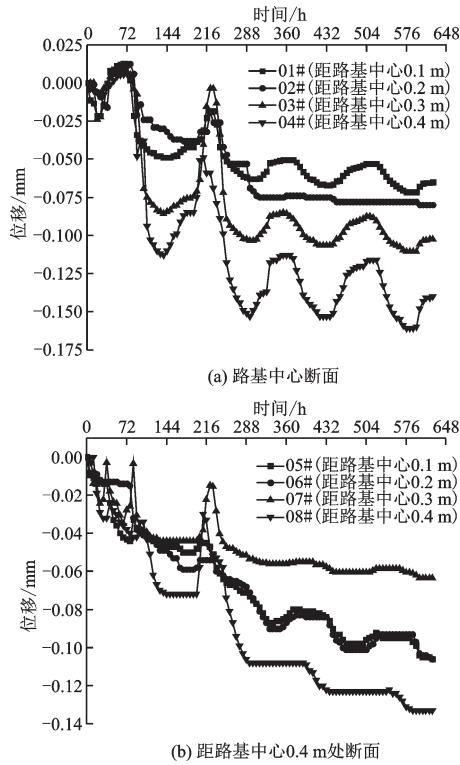 时间/h
0 72 144 216 288 360 432 504 576 648
0.025
0.000
−0.025
−0.050
−0.075
−0.100
−0.125
−0.150
−0.175
位移/mm
01#(距路基中心0.1 m)
02#(距路基中心0.2 m)
03#(距路基中心0.3 m)
04#(距路基中心0.4 m)
(a) 路基中心断面
时间/h
0 72 144 216 288 360 432 504 576 648
0.00
−0.02
−0.04
−0.06
−0.08
−0.10
−0.12
−0.14
位移/mm
05#(距路基中心0.1 m)
06#(距路基中心0.2 m)
07#(距路基中心0.3 m)
08#(距路基中心0.4 m)
(b) 距路基中心0.4 m处断面